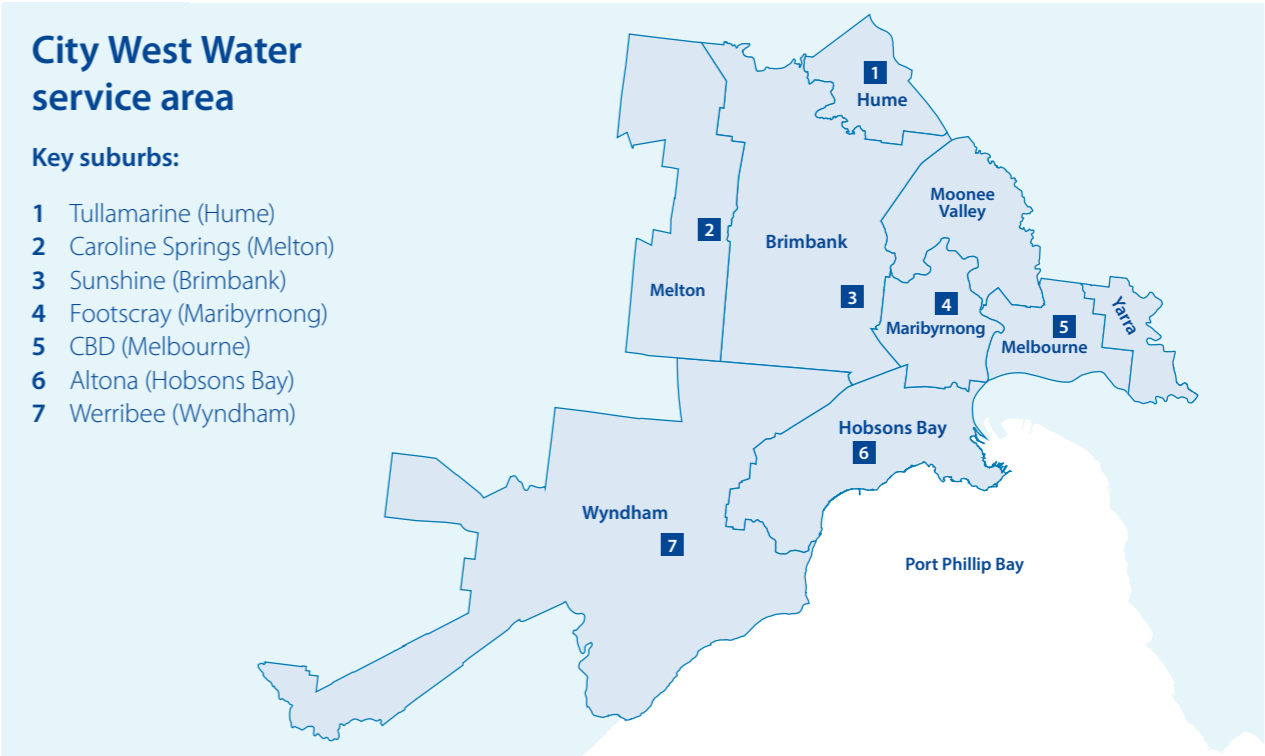 City West Water
service area
Key suburbs:
1 Tullamarine (Hume)
2 Caroline Springs (Melton)
3 Sunshine (Brimbank)
4 Footscray (Maribyrnong)
5 CBD (Melbourne)
6 Altona (Hobsons Bay)
7 Werribee (Wyndham)
1
Hume
Moonee
Valley
2
Brimbank
Melton
3
4
Maribyrnong
5
Melbourne
Yarra
Hobsons Bay
6
Wyndham
7
Port Phillip Bay